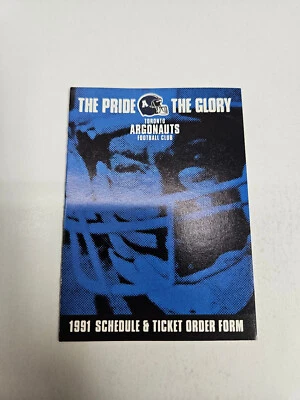 THE PRIDE A THE GLORY
TORONTO
ARGONAUTS
FOOTBALL CLUB
1991 SCHEDULE & TICKET ORDER FORM